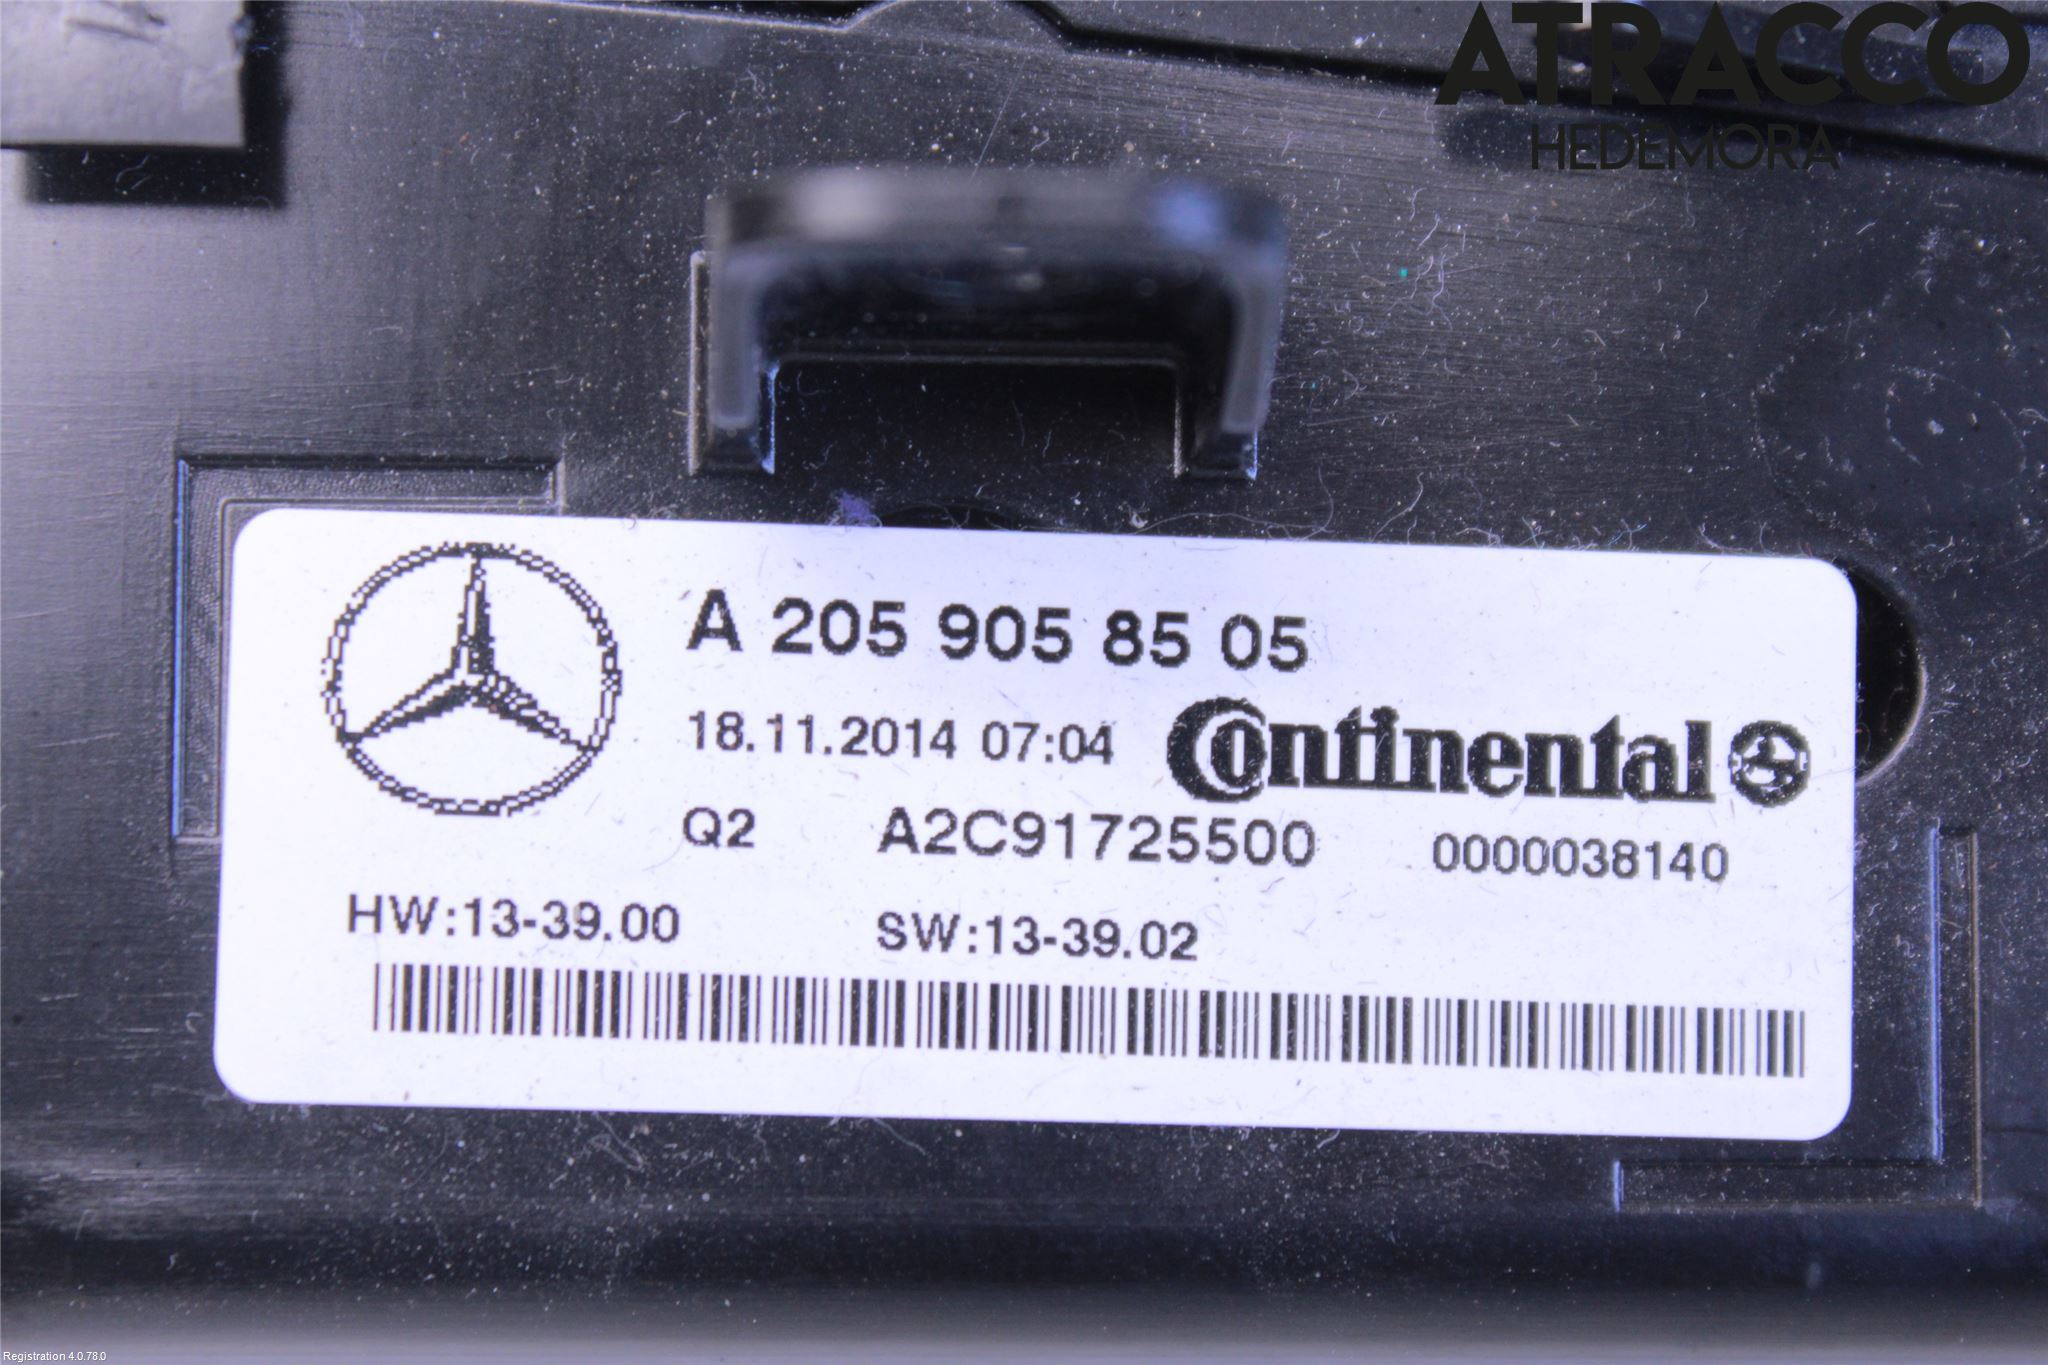 ATRACCO
HEDEMORA
A 205 905 85 05
18.11.2014 07:04 Continental
Q2 A2C91725500 0000038140
HW:13-39.00 SW:13-39.02
Registration 4.0.78.0